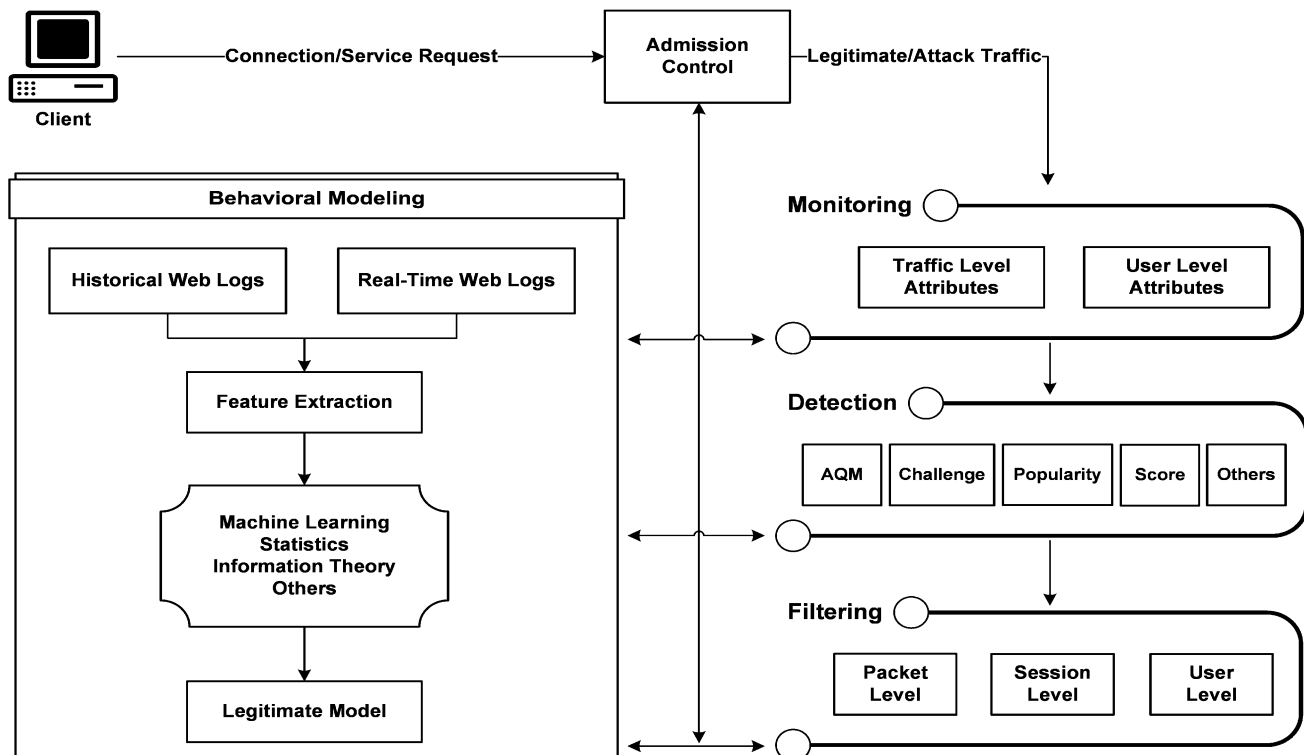 Connection/Service Request
Admission
Control
Legitimate/Attack Traffic
Client
Behavioral Modeling
Historical Web Logs
Real-Time Web Logs
Feature Extraction
Machine Learning
Statistics
Information Theory
Others
Legitimate Model
Monitoring
Traffic Level
Attributes
User Level
Attributes
Detection
AQM
Challenge
Popularity
Score
Others
Filtering
Packet
Level
Session
Level
User
Level